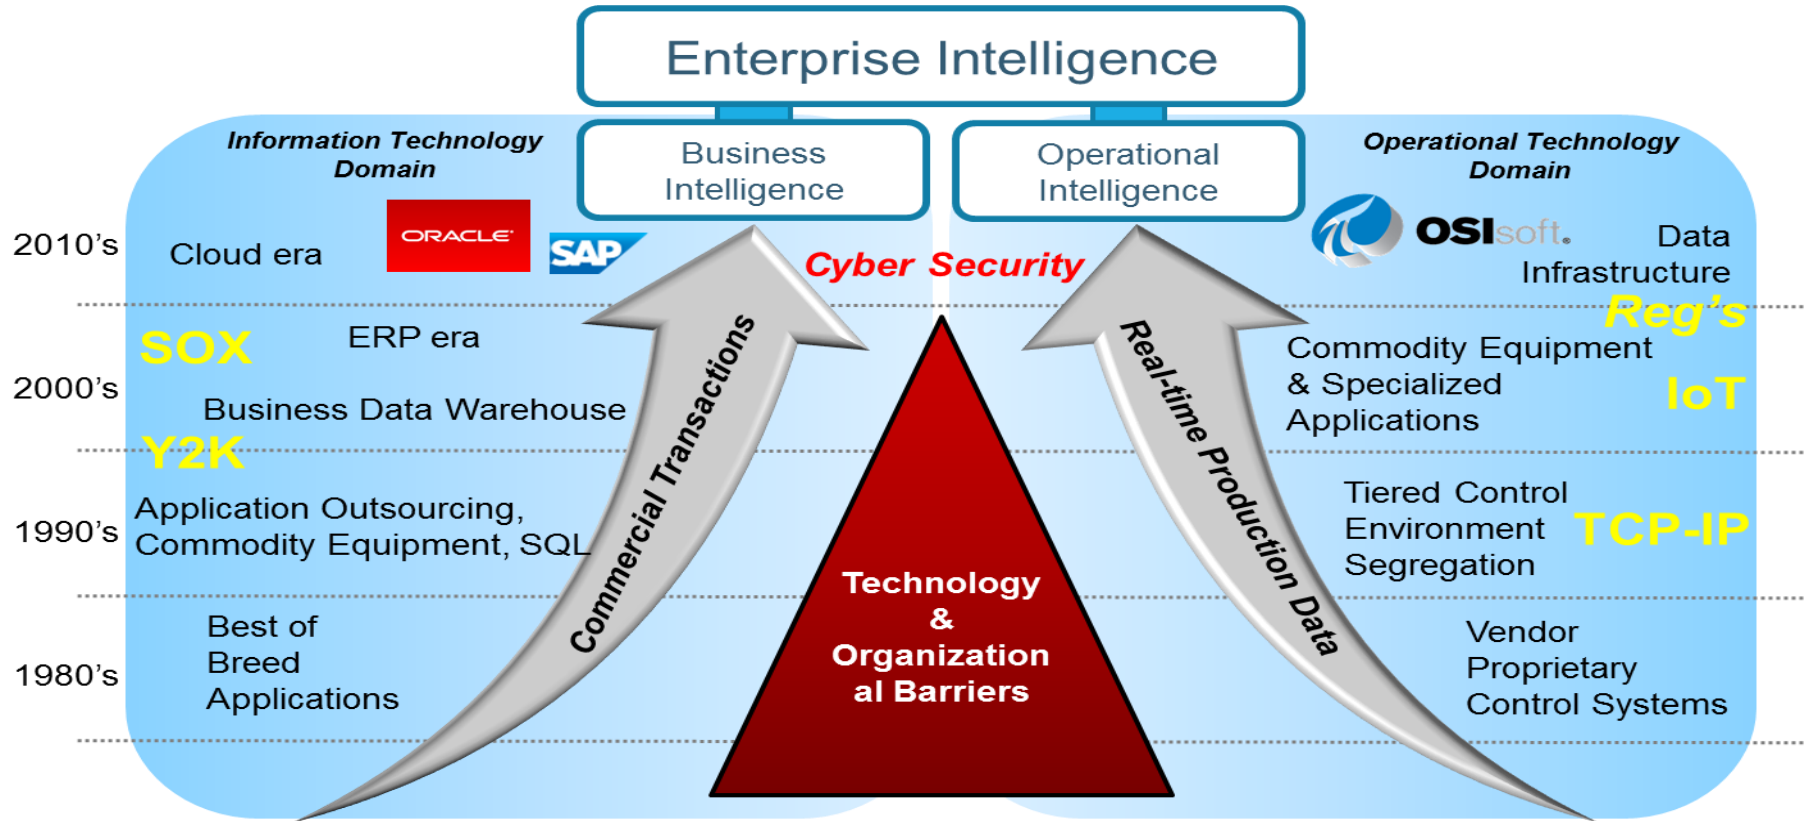 Enterprise Intelligence
Information Technology
Domain
Business
Intelligence
Operational
Intelligence
Operational Technology
Domain
2010's
Cloud era
ORACLE
SAP
Cyber Security
OSIsoft.
Data
Infrastructure
Reg's
SOX
ERP era
2000's
Business Data Warehouse
Commodity Equipment
& Specialized
Applications
IoT
Y2K
1990's
Application Outsourcing,
Commodity Equipment, SQL
Tiered Control
Environment
Segregation
TCP-IP
1980's
Best of
Breed
Applications
Commercial Transactions
Technology
&
Organization
al Barriers
Real-time Production Data
Vendor
Proprietary
Control Systems